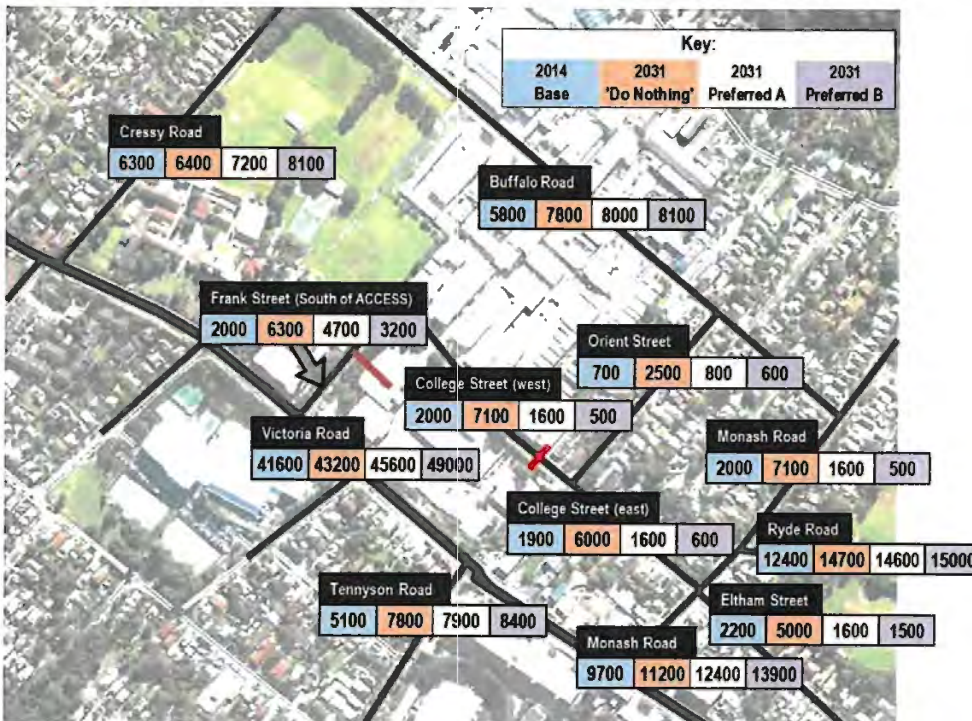 Key:
2014 2031 2031 2031
Base 'Do Nothing' Preferred A Preferred B
Cressy Road
6300 6400 7200 8100
Buffalo Road
5800 7800 8000 8100
Frank Street (South of ACCESS)
2000 6300 4700 3200
Orient Street
700 2500 800 600
College Street (west)
2000 7100 1600 500
Victoria Road
41600 43200 45600 49000
Monash Road
2000 7100 1600 500
College Street (east)
1900 6000 1600 600
Ryde Road
12400 14700 14600 15000
Tennyson Road
5100 7800 7900 8400
Eltham Street
2200 5000 1600 1500
Monash Road
9700 11200 12400 13900